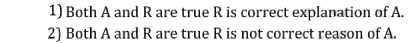 1) Both A and R are true R is correct explanation of A.
2) Both A and R are true R is not correct reason of A.